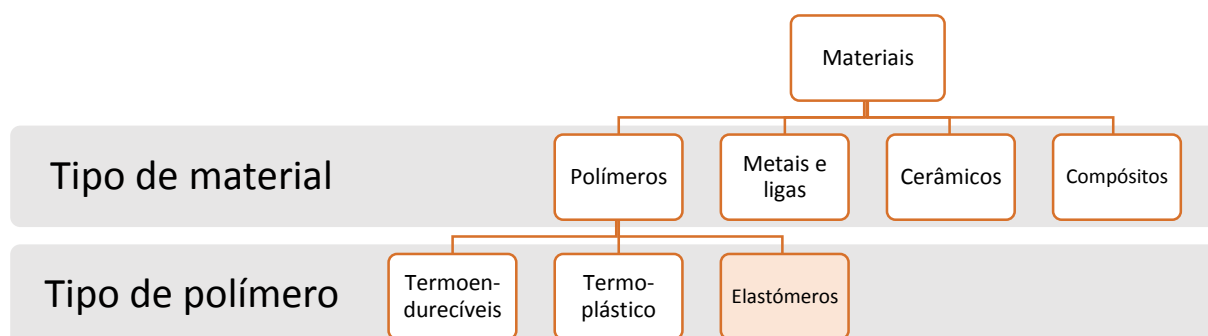 Materiais
Tipo de material
Polímeros
Metais e
ligas
Cerâmicos
Compósitos
Tipo de polímero
Termoen-
durecíveis
Termo-
plástico
Elastómeros